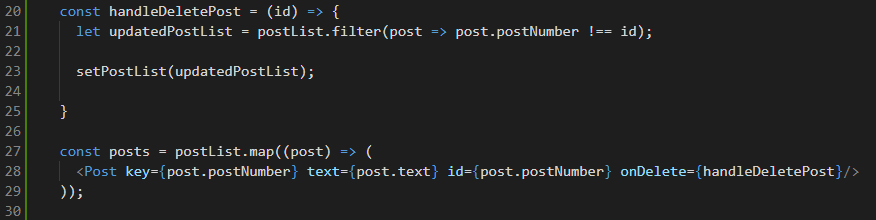 20 const handleDeletePost = (id) => {
21 let updatedPostList = postList.filter(post => post.postNumber !== id);
22
23 setPostList(updatedPostList);
24
25 }
26
27 const posts = postList.map((post) => (
28 <Post key={post.postNumber} text={post.text} id={post.postNumber} onDelete={handleDeletePost}/>
29 ));
30